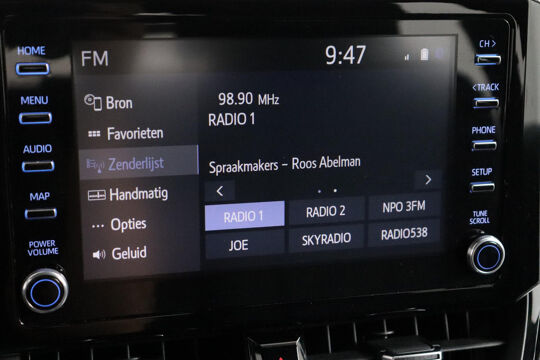 HOME
MENU
AUDIO
MAP
POWER
VOLUME
FM
9:47
Bron
Favorieten
Zenderlijst
Handmatig
Opties
Geluid
98.90 MHz
RADIO 1
Spraakmakers – Roos Abelman
RADIO 1
RADIO 2
NPO 3FM
JOE
SKYRADIO
RADIO538
CH >
< TRACK
PHONE
SETUP
TUNE
SCROLL